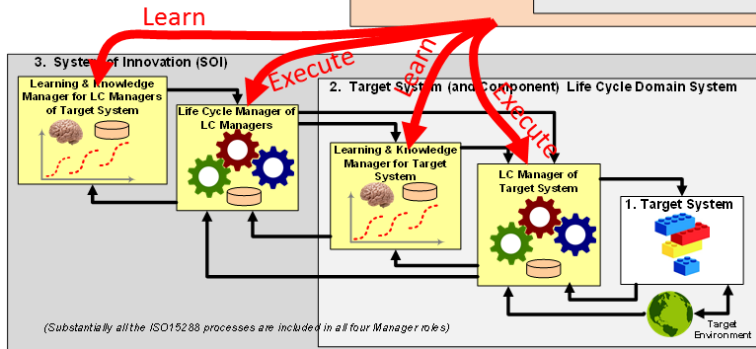 Learn
Execute
Learn
Execute
3. System of Innovation (SOI)
Learning & Knowledge
Manager for LC Managers
of Target System
Life Cycle Manager of
LC Managers
2. Target System (and Component) Life Cycle Domain System
Learning & Knowledge
Manager for Target
System
LC Manager of
Target System
1. Target System
Target
Environment
(Substantially all the ISO15288 processes are included in all four Manager roles)